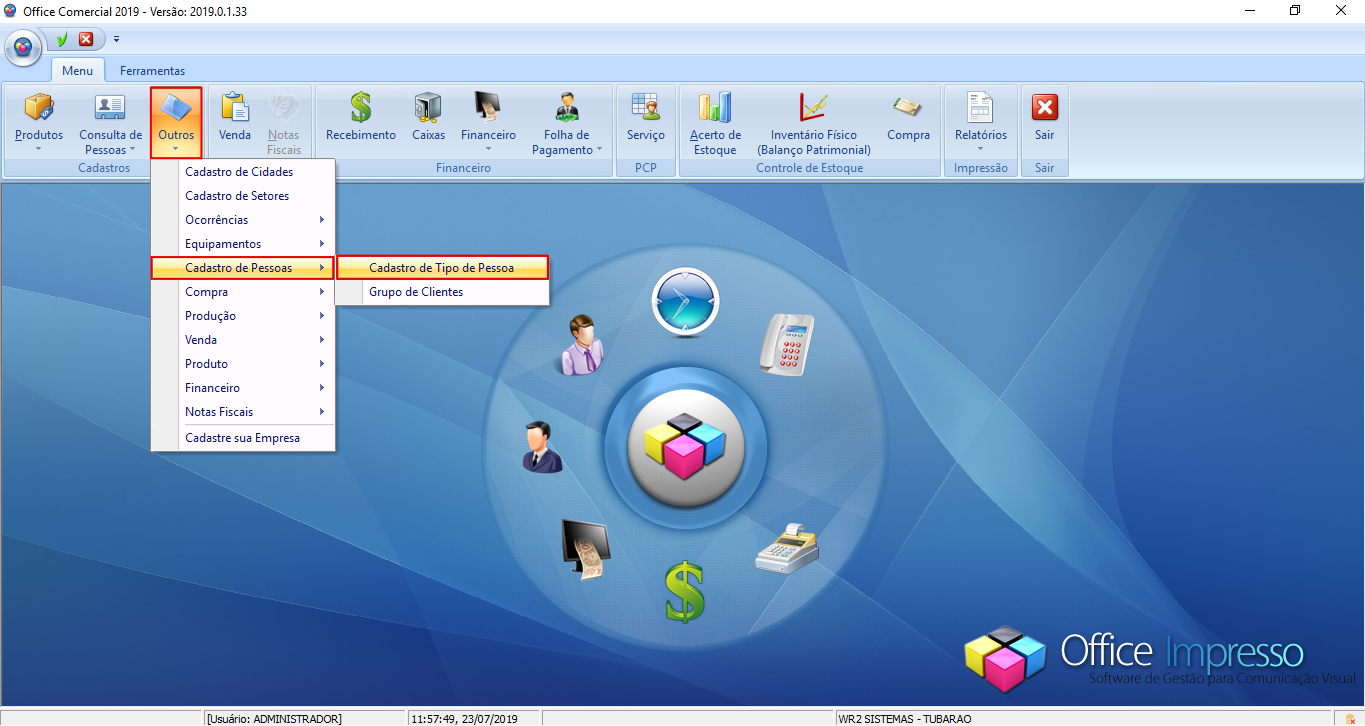 Office Comercial 2019 - Versão: 2019.0.1.33
Menu
Ferramentas
Produtos
Consulta de
Pessoas
Outros
Cadastros
Venda
Notas
Fiscais
Recebimento
Caixas
Financeiro
Folha de
Pagamento
Financeiro
Serviço
PCP
Acerto de
Estoque
Inventário Físico
(Balanço Patrimonial)
Compra
Controle de Estoque
Relatórios
Impressão
Sair
Sair
Cadastro de Cidades
Cadastro de Setores
Ocorrências
Equipamentos
Cadastro de Pessoas
Cadastro de Tipo de Pessoa
Grupo de Clientes
Compra
Produção
Venda
Produto
Financeiro
Notas Fiscais
Cadastre sua Empresa
Office Impresso
Software de Gestão para Comunicação Visual
[Usuário: ADMINISTRADOR]
11:57:49, 23/07/2019
WR2 SISTEMAS - TUBARAO